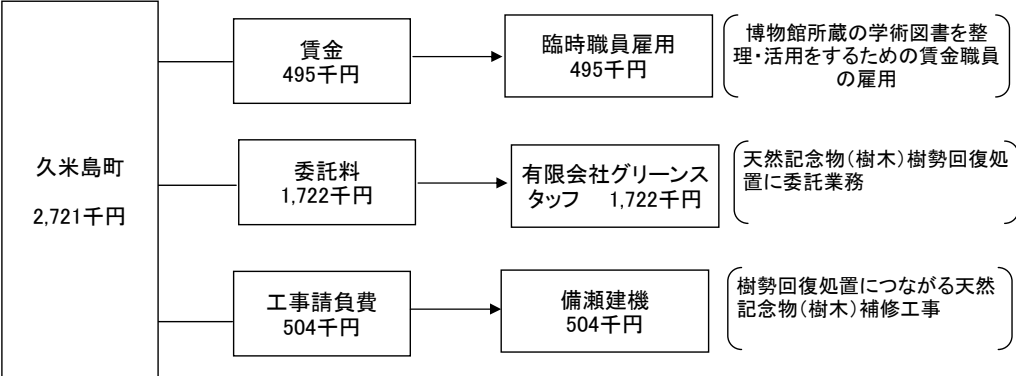 久米島町
2,721千円
賃金
495千円
臨時職員雇用
495千円
博物館所蔵の学術図書を整
理・活用をするための賃金職員
の雇用
委託料
1,722千円
有限会社グリーンス
タッフ　1,722千円
天然記念物(樹木)樹勢回復処
置に委託業務
工事請負費
504千円
備瀬建機
504千円
樹勢回復処置につながる天然
記念物(樹木)補修工事